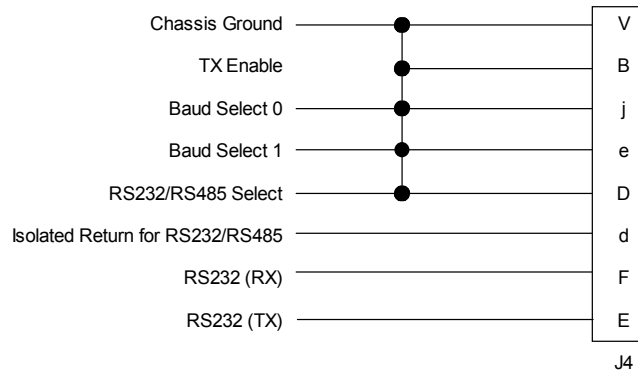 Chassis Ground V
TX Enable B
Baud Select 0 j
Baud Select 1 e
RS232/RS485 Select D
Isolated Return for RS232/RS485 d
RS232 (RX) F
RS232 (TX) E
J4